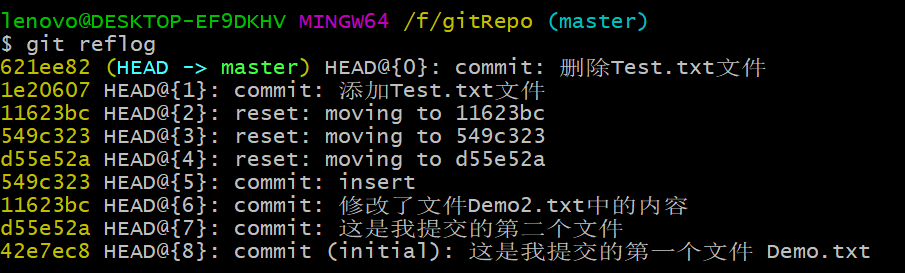 lenovo@DESKTOP-EF9DKHV MINGW64 /f/gitRepo (master)
$ git reflog
621ee82 (HEAD -> master) HEAD@{0}: commit: 删除Test.txt文件
1e20607 HEAD@{1}: commit: 添加Test.txt文件
11623bc HEAD@{2}: reset: moving to 11623bc
549c323 HEAD@{3}: reset: moving to 549c323
d55e52a HEAD@{4}: reset: moving to d55e52a
549c323 HEAD@{5}: commit: insert
11623bc HEAD@{6}: commit: 修改了文件Demo2.txt中的内容
d55e52a HEAD@{7}: commit: 这是我提交的第二个文件
42e7ec8 HEAD@{8}: commit (initial): 这是我提交的第一个文件 Demo.txt